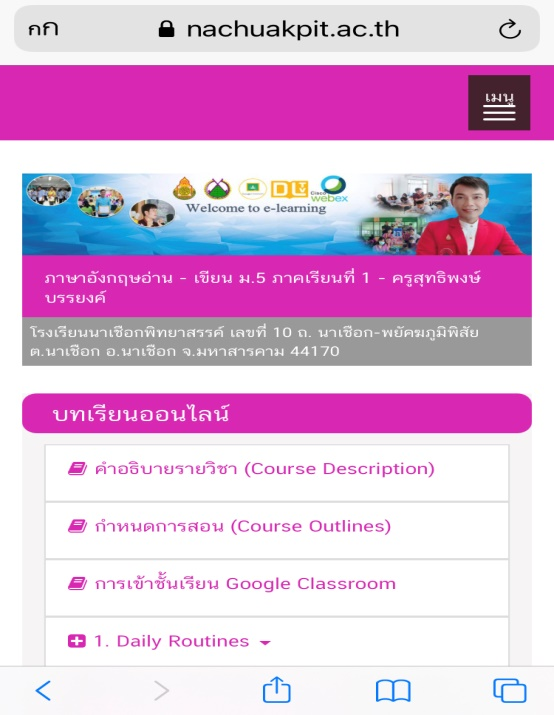 กก nachuakpit.ac.th
เมนู
DL
Cisco
webex
Welcome to e-learning
ภาษาอังกฤษอ่าน - เขียน ม.5 ภาคเรียนที่ 1 - ครูสุทธิพงษ์
บรรยงค์
โรงเรียนนาเชือกพิทยาสรรค์ เลขที่ 10 ถ. นาเชือก-พยัคฆภูมิพิสัย
ต.นาเชือก อ.นาเชือก จ.มหาสารคาม 44170
บทเรียนออนไลน์
คำอธิบายรายวิชา (Course Description)
กำหนดการสอน (Course Outlines)
การเข้าชั้นเรียน Google Classroom
1. Daily Routines